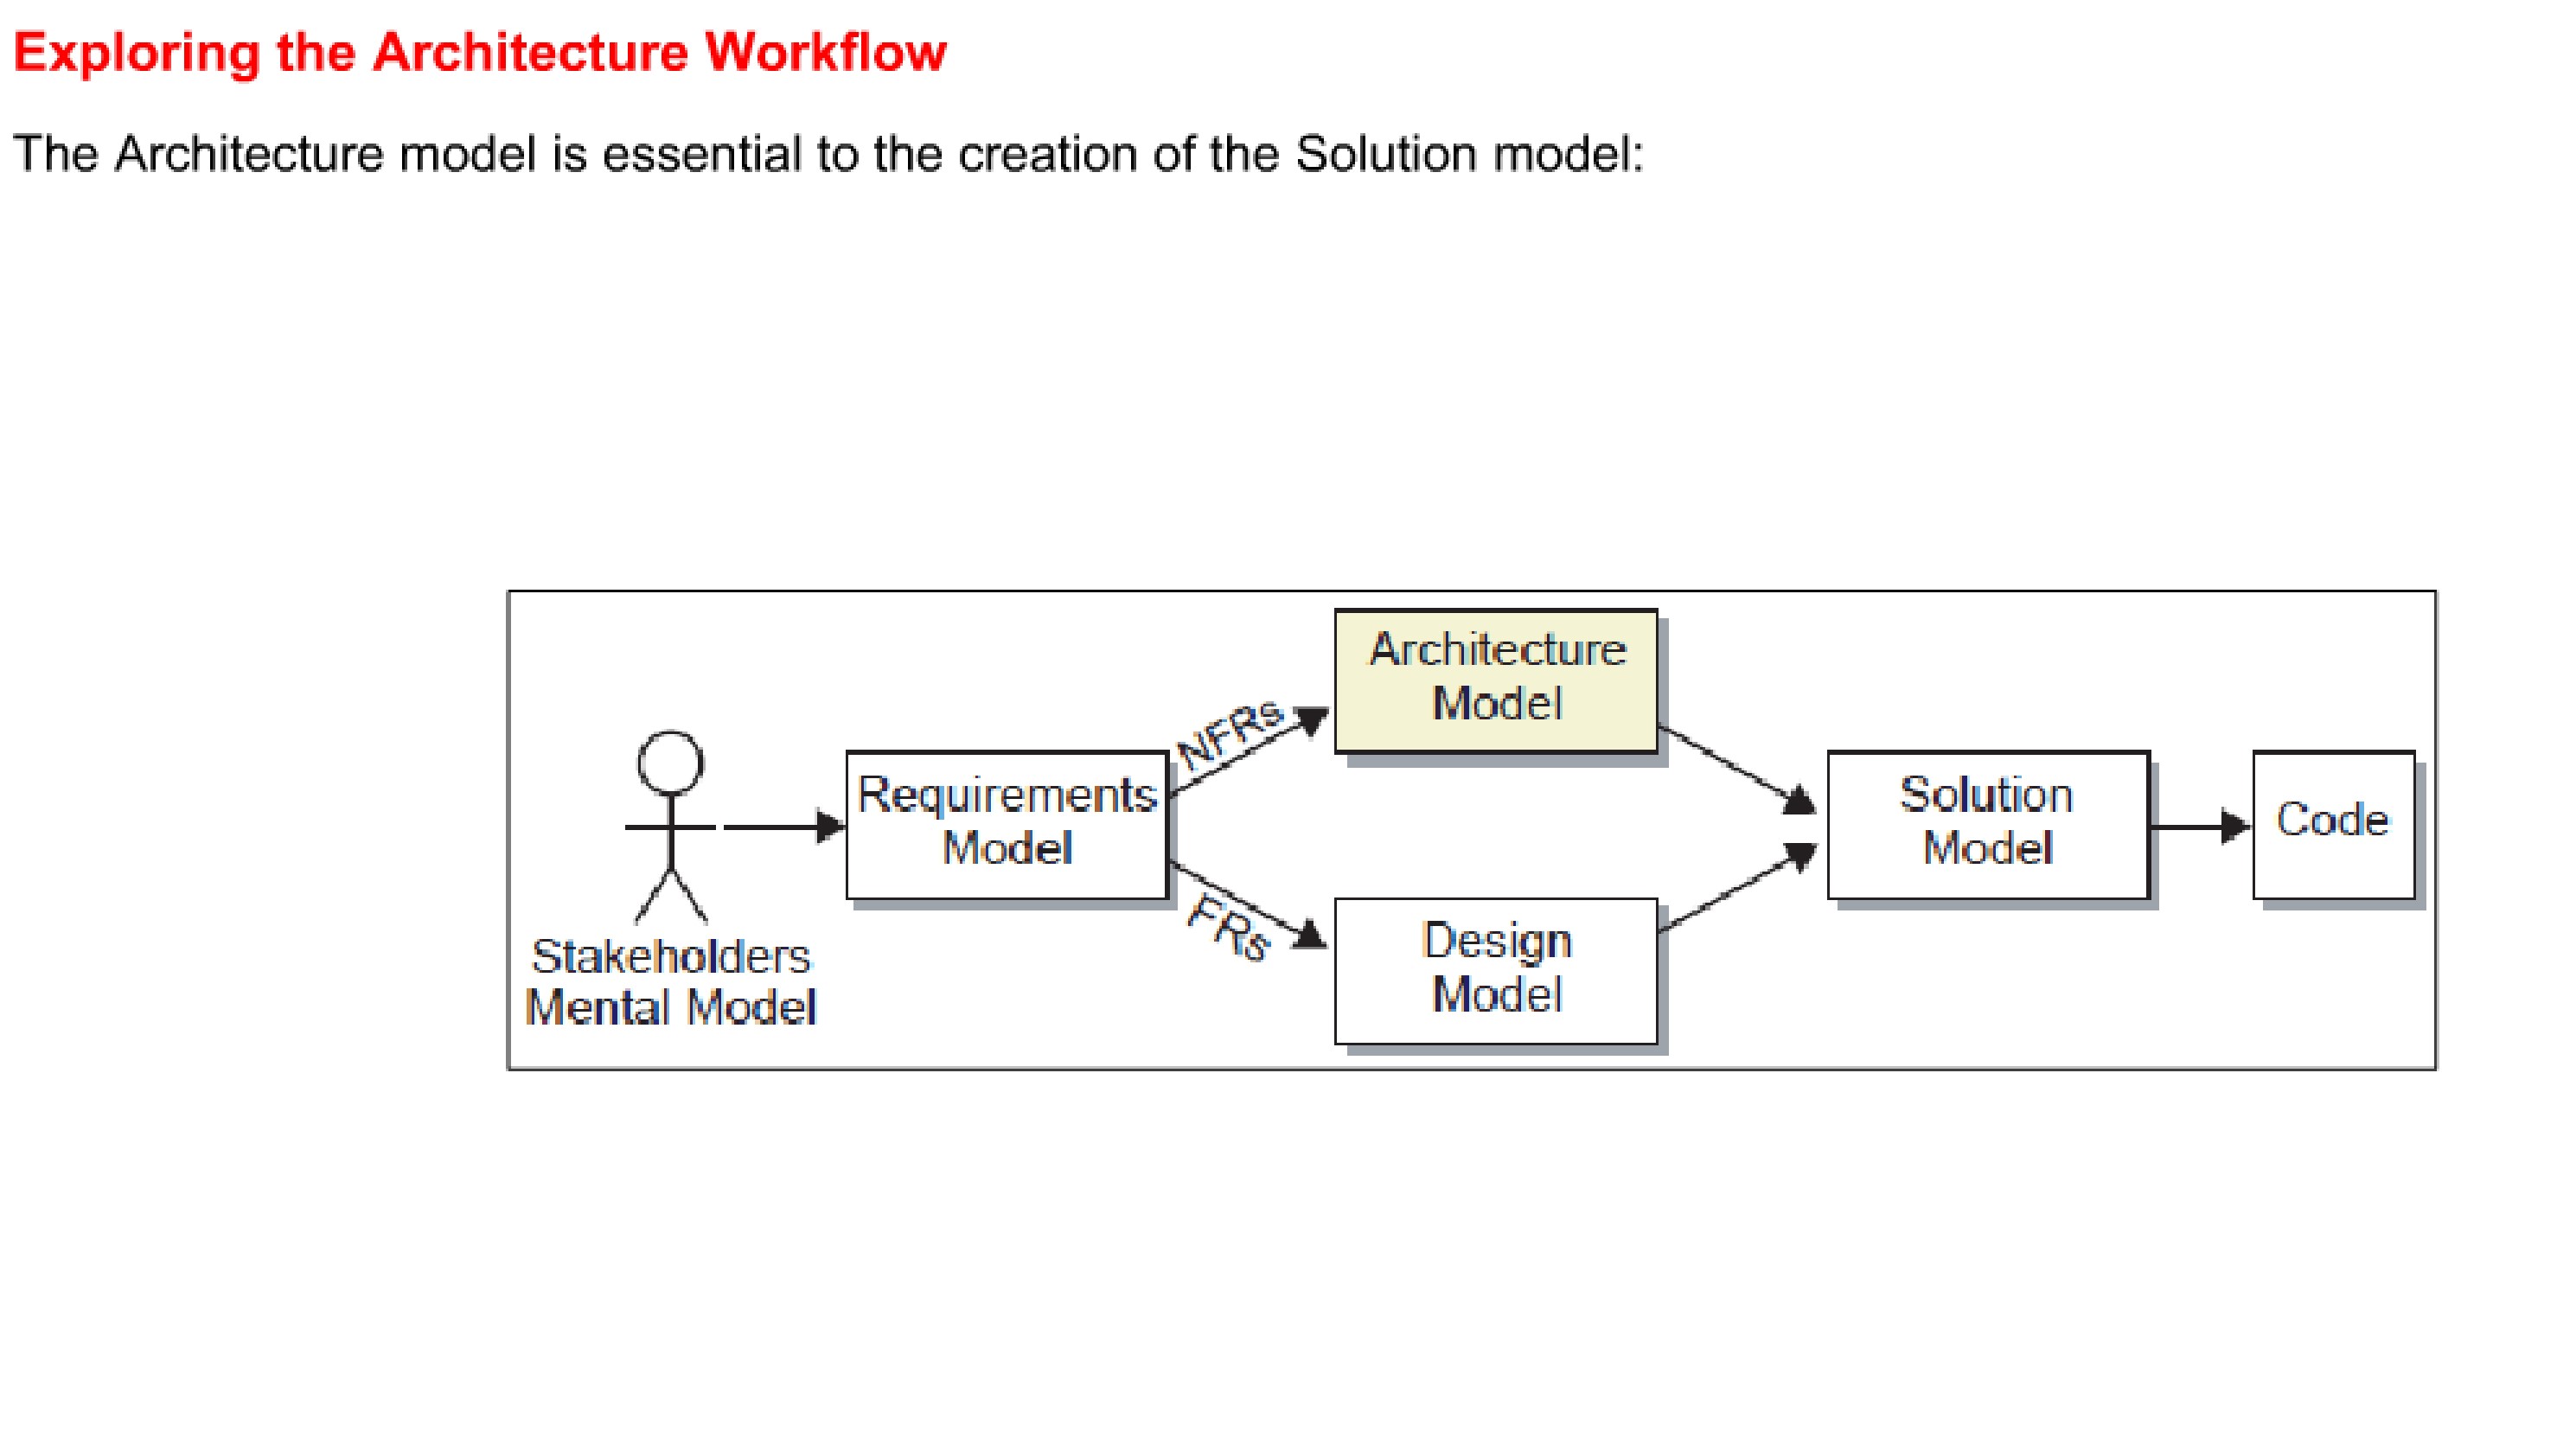 Exploring the Architecture Workflow
The Architecture model is essential to the creation of the Solution model:
Stakeholders
Mental Model
Requirements
Model
NFRs
FRs
Architecture
Model
Design
Model
Solution
Model
Code